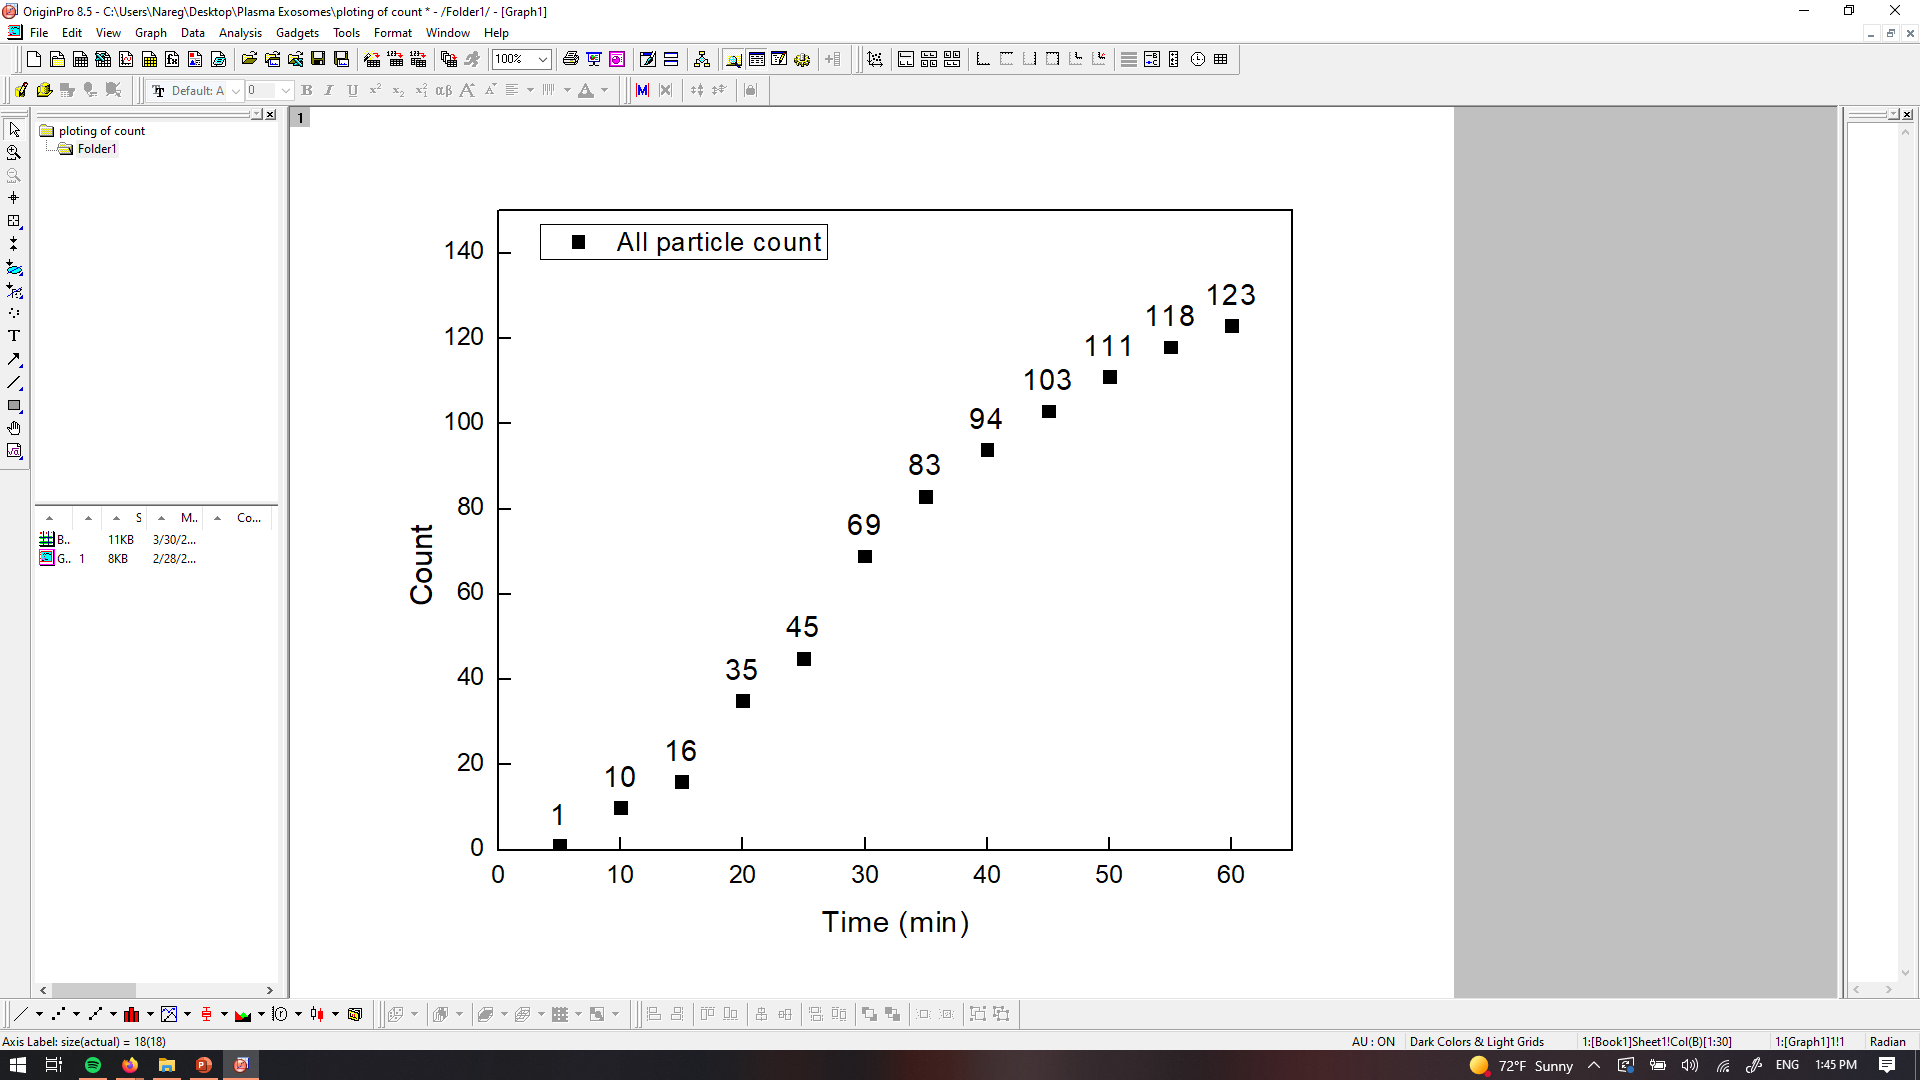 OriginPro 8.5 - C:\Users\Nareg\Desktop\Plasma Exosomes\ploting of count * - /Folder1/ - [Graph1]
File Edit View Graph Data Analysis Gadgets Tools Format Window Help
100%
Default: A 0 B I U x² x₂ αβ A A A
ploting of count
Folder1
S M.. Co...
B.. 11KB 3/30/2...
G.. 1 8KB 2/28/2...
1
All particle count
140
120
100
80
60
40
20
0
Count
1
10
16
35
45
69
83
94
103
111
118
123
0 10 20 30 40 50 60
Time (min)
Axis Label: size(actual) = 18(18) AU : ON Dark Colors & Light Grids 1:[Book1]Sheet1!Col(B)[1:30] 1:[Graph1]1!1 Radian
72°F Sunny ENG 1:45 PM